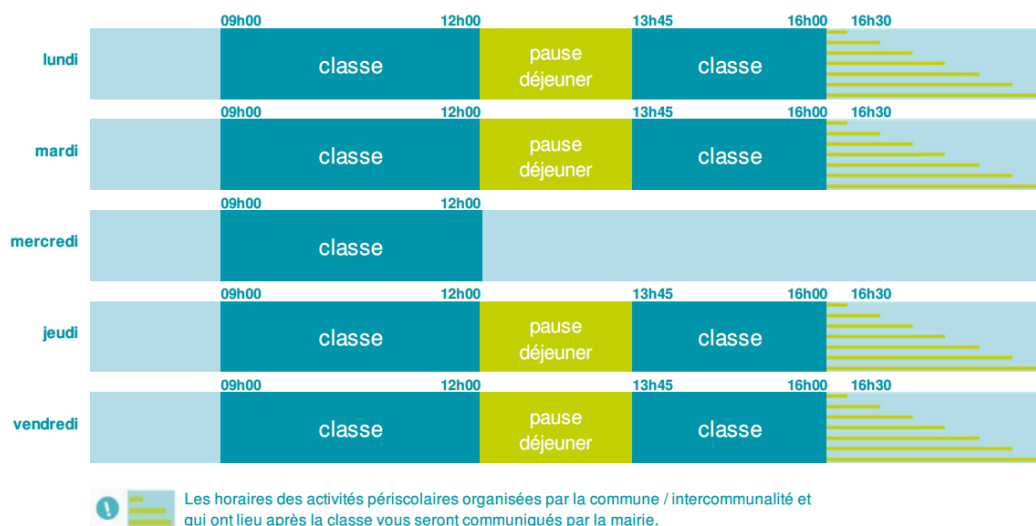 09h00 12h00 13h45 16h00 16h30
lundi classe pause déjeuner classe
09h00 12h00 13h45 16h00 16h30
mardi classe pause déjeuner classe
09h00 12h00
mercredi classe
09h00 12h00 13h45 16h00 16h30
jeudi classe pause déjeuner classe
09h00 12h00 13h45 16h00 16h30
vendredi classe pause déjeuner classe
! Les horaires des activités périscolaires organisées par la commune / intercommunalité et
qui ont lieu après la classe vous seront communiqués par la mairie.